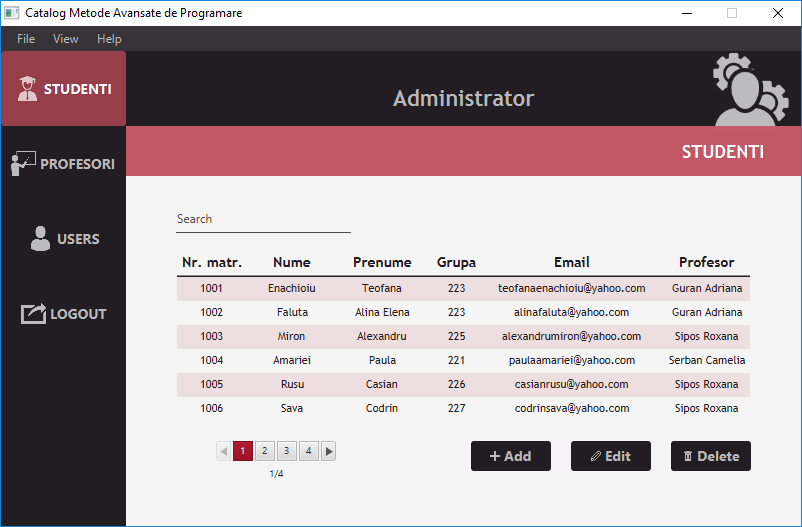 Catalog Metode Avansate de Programare
File View Help
STUDENTI
Administrator
PROFESORI
STUDENTI
USERS
LOGOUT
Search
Nr. matr. Nume Prenume Grupa Email Profesor
1001 Enachioiu Teofana 223 teofanaenachioiu@yahoo.com Guran Adriana
1002 Faluta Alina Elena 223 alinafaluta@yahoo.com Guran Adriana
1003 Miron Alexandru 225 alexandrumiron@yahoo.com Sipos Roxana
1004 Amariei Paula 221 paulaamariei@yahoo.com Serban Camelia
1005 Rusu Casian 226 casianrusu@yahoo.com Sipos Roxana
1006 Sava Codrin 227 codrinsava@yahoo.com Sipos Roxana
1 2 3 4
1/4
Add Edit Delete